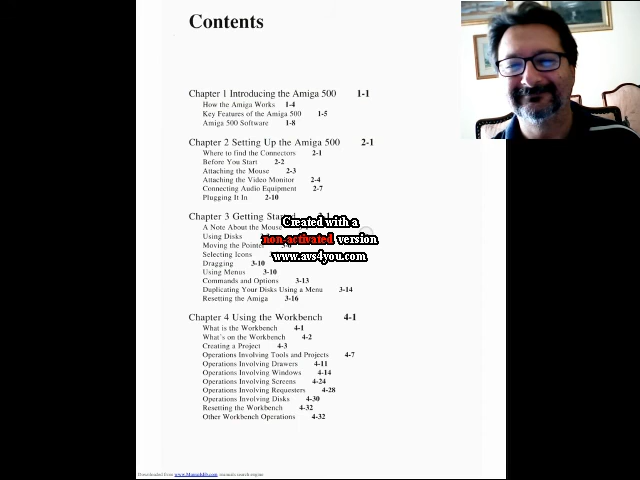 Contents
Chapter 1 Introducing the Amiga 500 1-1
How the Amiga Works 1-4
Key Features of the Amiga 500 1-5
Amiga 500 Software 1-8
Chapter 2 Setting Up the Amiga 500 2-1
Where to find the Connectors 2-1
Before You Start 2-2
Attaching the Mouse 2-3
Attaching the Video Monitor 2-4
Connecting Audio Equipment 2-7
Plugging It In 2-10
Chapter 3 Getting
A Note About the Mouse
Using Disks
Moving the Pointer
Selecting Icons
Dragging 3-10
Using Menus 3-10
Commands and Options 3-13
Duplicating Your Disks Using a Menu 3-14
Resetting the Amiga 3-16
Created with a
non-activated version
www.avs4you.com
Chapter 4 Using the Workbench 4-1
What is the Workbench 4-1
What's on the Workbench 4-2
Creating a Project 4-3
Operations Involving Tools and Projects 4-7
Operations Involving Drawers 4-11
Operations Involving Windows 4-14
Operations Involving Screens 4-24
Operations Involving Requesters 4-28
Operations Involving Disks 4-30
Resetting the Workbench 4-32
Other Workbench Operations 4-32
Downloaded from www.Manualslib.com manuals search engine